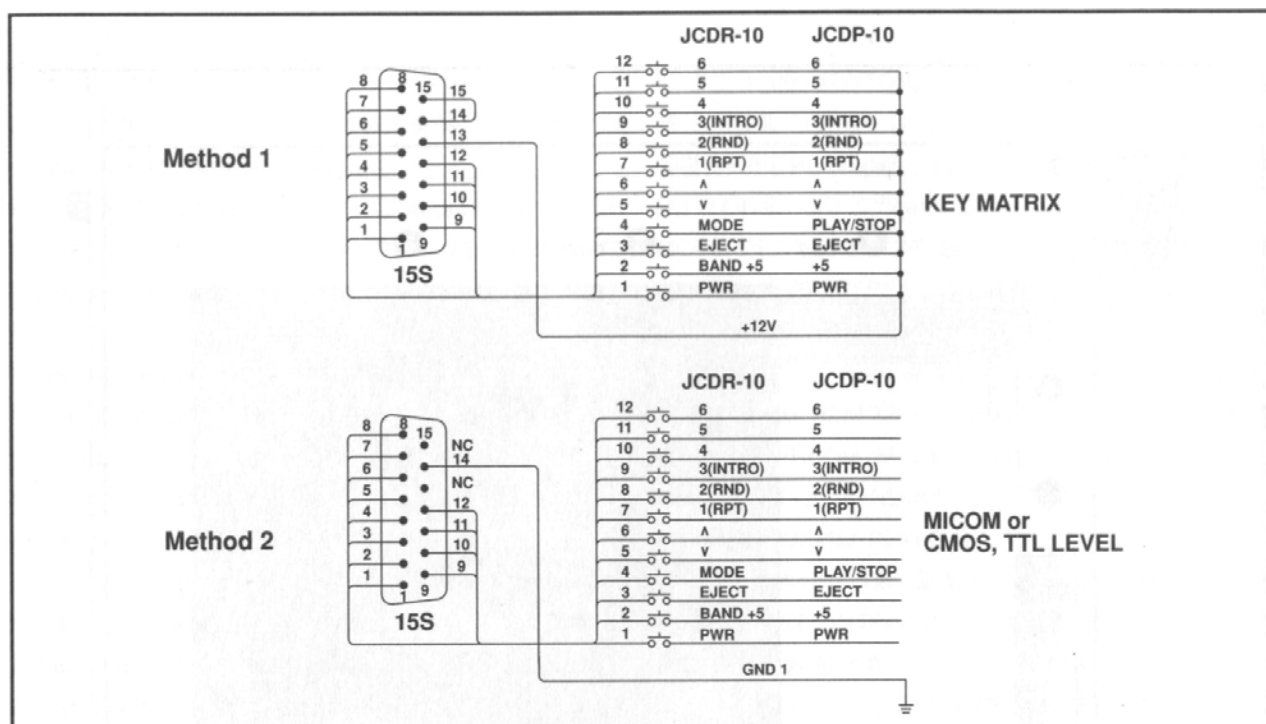 JCDR-10 JCDP-10
Method 1
8 8
7 15 15
6 14
5 13
4 12
3 11
2 10
1 9
1 9
15S
12 6 6
11 5 5
10 4 4
9 3(INTRO) 3(INTRO)
8 2(RND) 2(RND)
7 1(RPT) 1(RPT)
6 ∧ ∧
5 ∨ ∨
4 MODE PLAY/STOP
3 EJECT EJECT
2 BAND +5 +5
1 PWR PWR
+12V
KEY MATRIX
JCDR-10 JCDP-10
Method 2
8 8
7 15 NC
6 14
5 NC
4 12
3 11
2 10
1 9
1 9
15S
12 6 6
11 5 5
10 4 4
9 3(INTRO) 3(INTRO)
8 2(RND) 2(RND)
7 1(RPT) 1(RPT)
6 ∧ ∧
5 ∨ ∨
4 MODE PLAY/STOP
3 EJECT EJECT
2 BAND +5 +5
1 PWR PWR
GND 1
MICOM or
CMOS, TTL LEVEL